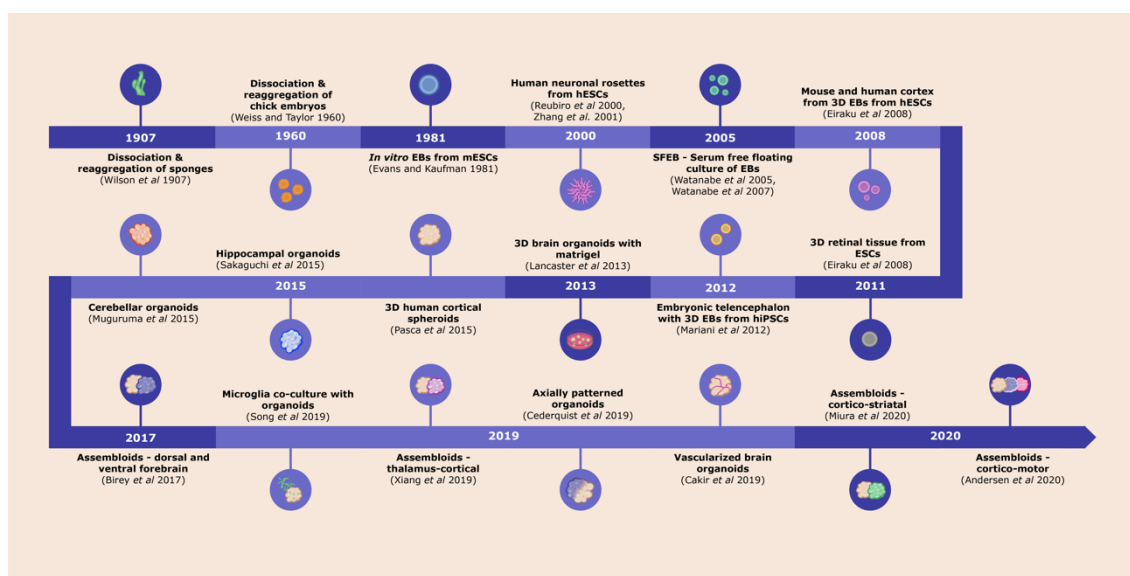 1907
Dissociation &
reaggregation of sponges
(Wilson et al 1907)
Dissociation &
reaggregation of
chick embryos
(Weiss and Taylor 1960)
1960
1981
In vitro EBs from mESCs
(Evans and Kaufman 1981)
Human neuronal rosettes
from hESCs
(Reubiro et al 2000,
Zhang et al. 2001)
2000
2005
SFEB - Serum free floating
culture of EBs
(Watanabe et al 2005,
Watanabe et al 2007)
Mouse and human cortex
from 3D EBs from hESCs
(Eiraku et al 2008)
2008
3D retinal tissue from
ESCs
(Eiraku et al 2008)
2011
2012
Embryonic telencephalon
with 3D EBs from hiPSCs
(Mariani et al 2012)
3D brain organoids with
matrigel
(Lancaster et al 2013)
2013
3D human cortical
spheroids
(Pasca et al 2015)
Hippocampal organoids
(Sakaguchi et al 2015)
2015
Cerebellar organoids
(Muguruma et al 2015)
2017
Assembloids - dorsal and
ventral forebrain
(Birey et al 2017)
Microglia co-culture with
organoids
(Song et al 2019)
2019
Assembloids -
thalamus-cortical
(Xiang et al 2019)
Axially patterned
organoids
(Cederquist et al 2019)
Vascularized brain
organoids
(Cakir et al 2019)
Assembloids -
cortico-striatal
(Miura et al 2020)
2020
Assembloids -
cortico-motor
(Andersen et al 2020)